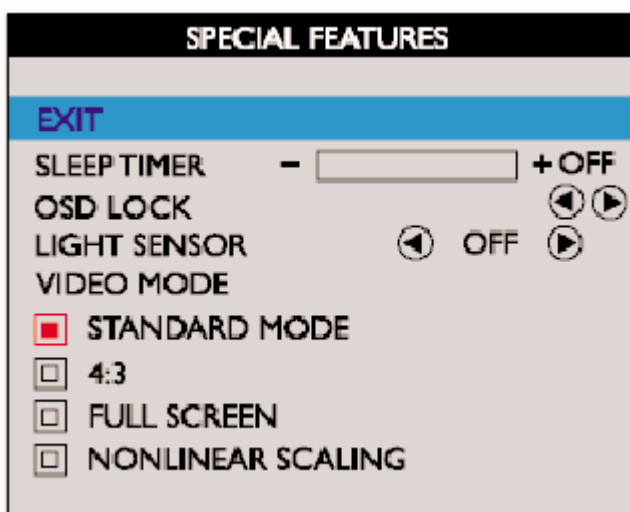 SPECIAL FEATURES
EXIT
SLEEP TIMER - + OFF
OSD LOCK
LIGHT SENSOR OFF
VIDEO MODE
STANDARD MODE
4:3
FULL SCREEN
NONLINEAR SCALING